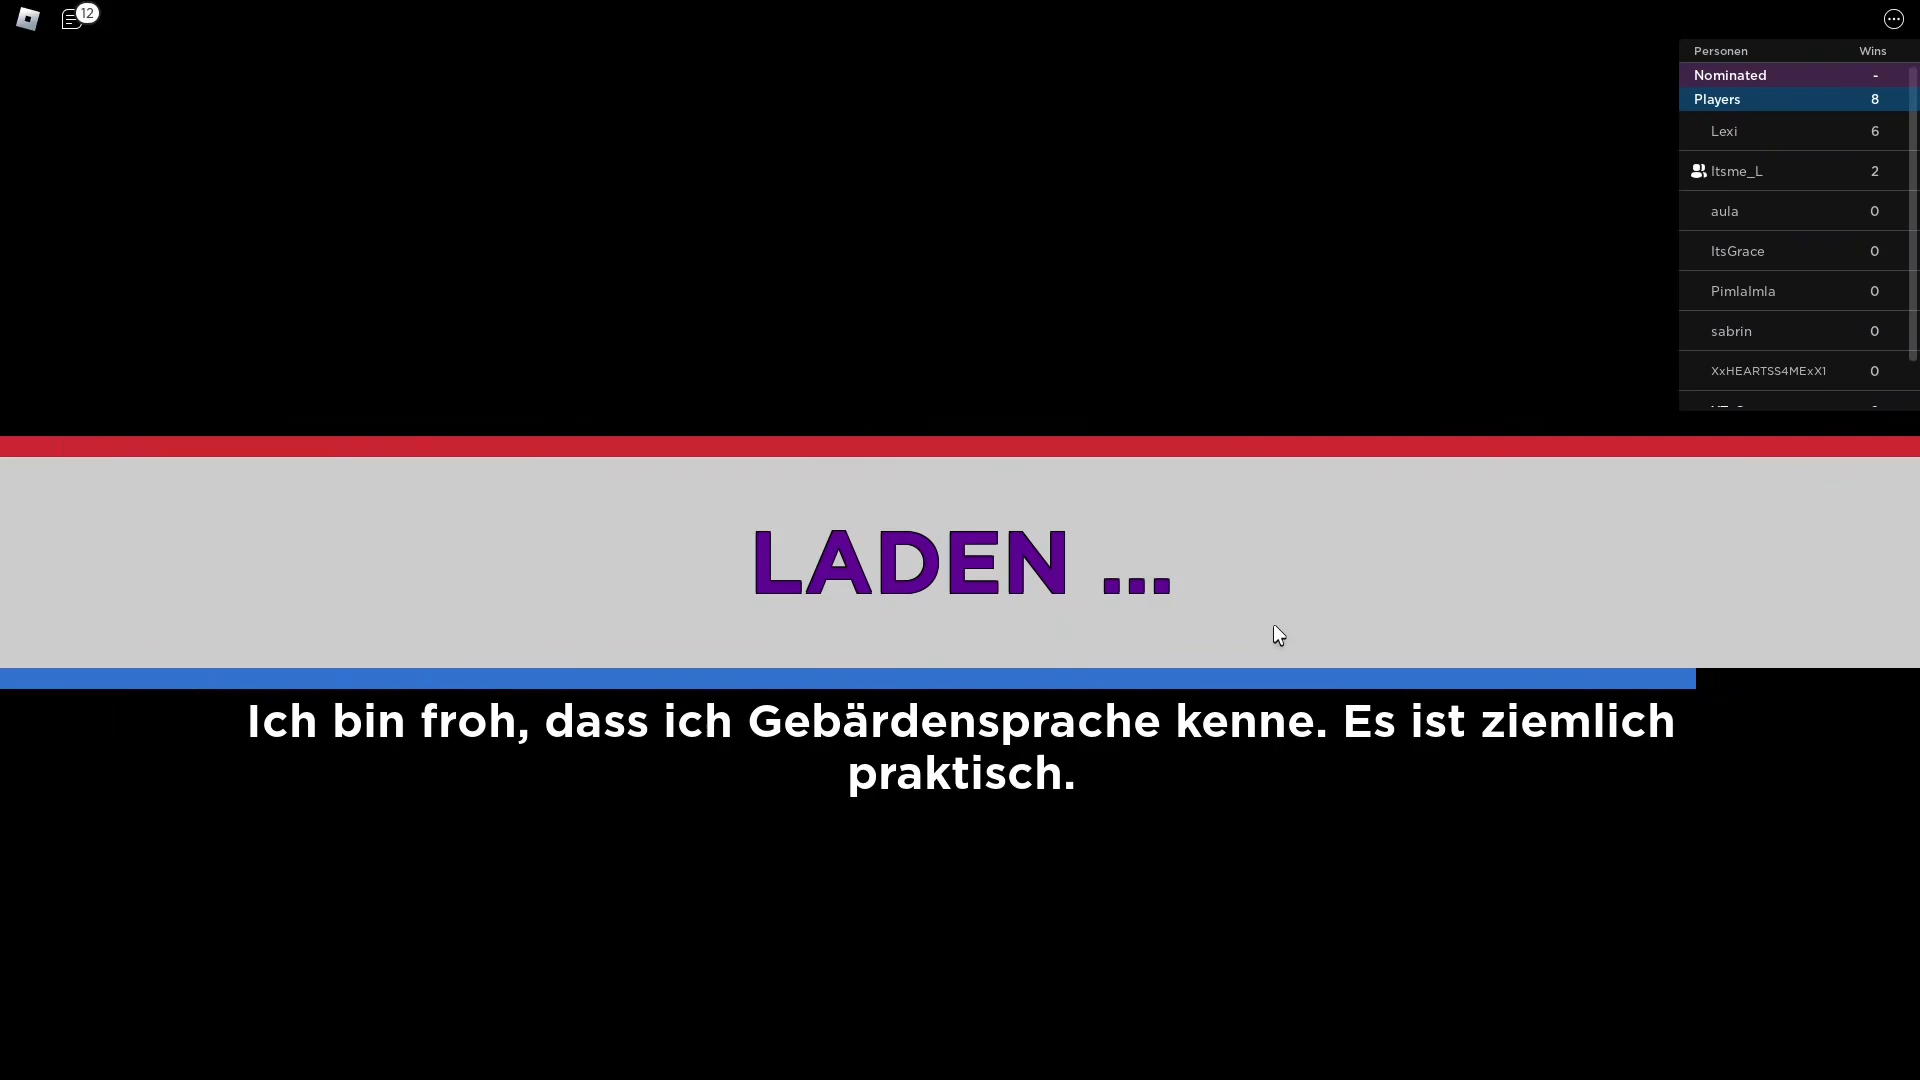 12
Personen Wins
Nominated -
Players 8
Lexi 6
Itsme_L 2
aula 0
ItsGrace 0
PimlaImla 0
sabrin 0
XxHEARTSS4MExX1 0
LADEN ...
Ich bin froh, dass ich Gebärdensprache kenne. Es ist ziemlich
praktisch.